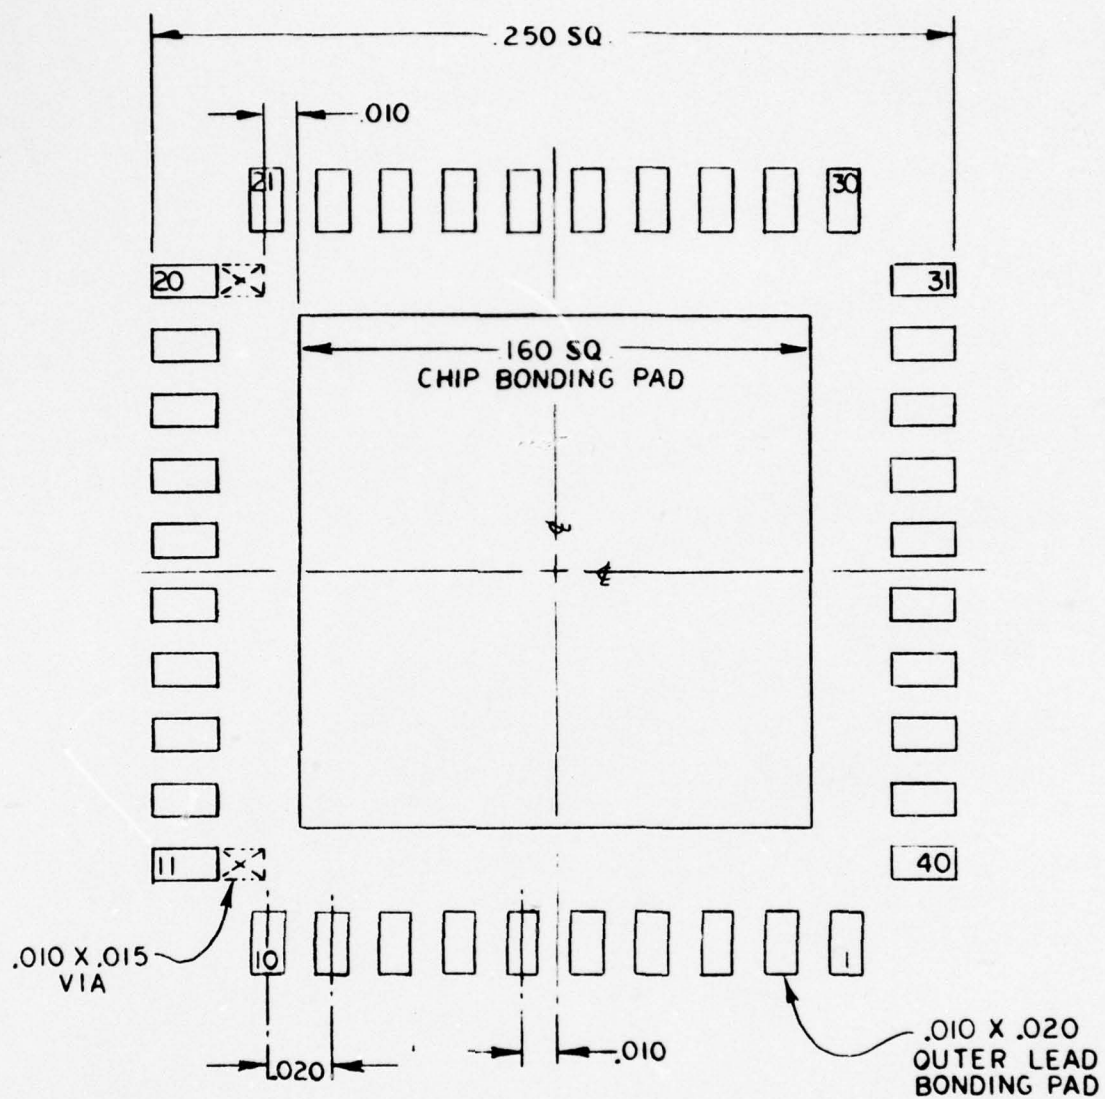 .250 SQ.
.010
21
30
20
31
.160 SQ.
CHIP BONDING PAD
℄
℄
11
40
.010 X .015
VIA
10
1
.020
.010
.010 X .020
OUTER LEAD
BONDING PAD